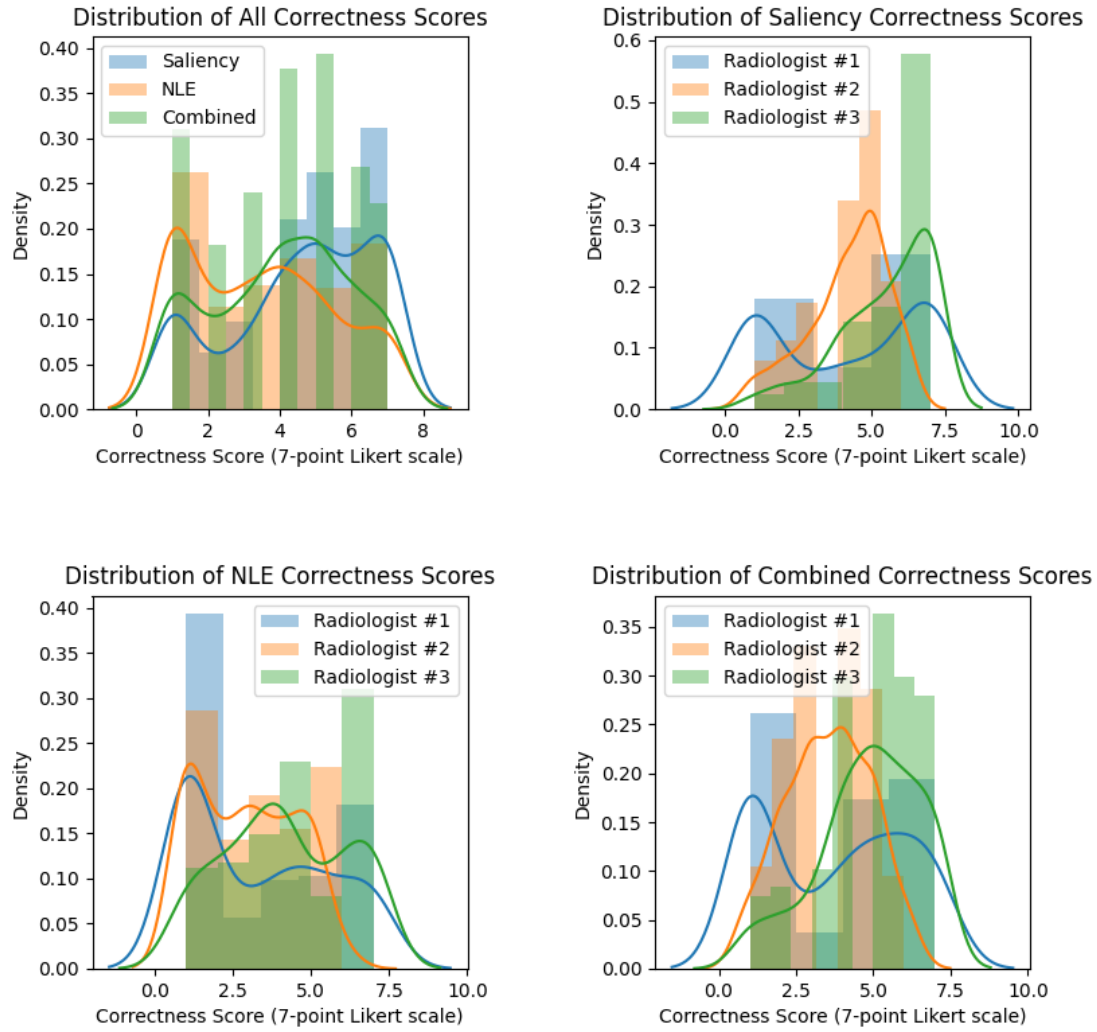 Distribution of All Correctness Scores
0.40
0.35
0.30
0.25
0.20
0.15
0.10
0.05
0.00
Density
Saliency
NLE
Combined
0 2 4 6 8
Correctness Score (7-point Likert scale)
Distribution of Saliency Correctness Scores
0.6
0.5
0.4
0.3
0.2
0.1
0.0
Density
Radiologist #1
Radiologist #2
Radiologist #3
0.0 2.5 5.0 7.5 10.0
Correctness Score (7-point Likert scale)
Distribution of NLE Correctness Scores
0.40
0.35
0.30
0.25
0.20
0.15
0.10
0.05
0.00
Density
Radiologist #1
Radiologist #2
Radiologist #3
0.0 2.5 5.0 7.5 10.0
Correctness Score (7-point Likert scale)
Distribution of Combined Correctness Scores
0.35
0.30
0.25
0.20
0.15
0.10
0.05
0.00
Density
Radiologist #1
Radiologist #2
Radiologist #3
0.0 2.5 5.0 7.5 10.0
Correctness Score (7-point Likert scale)